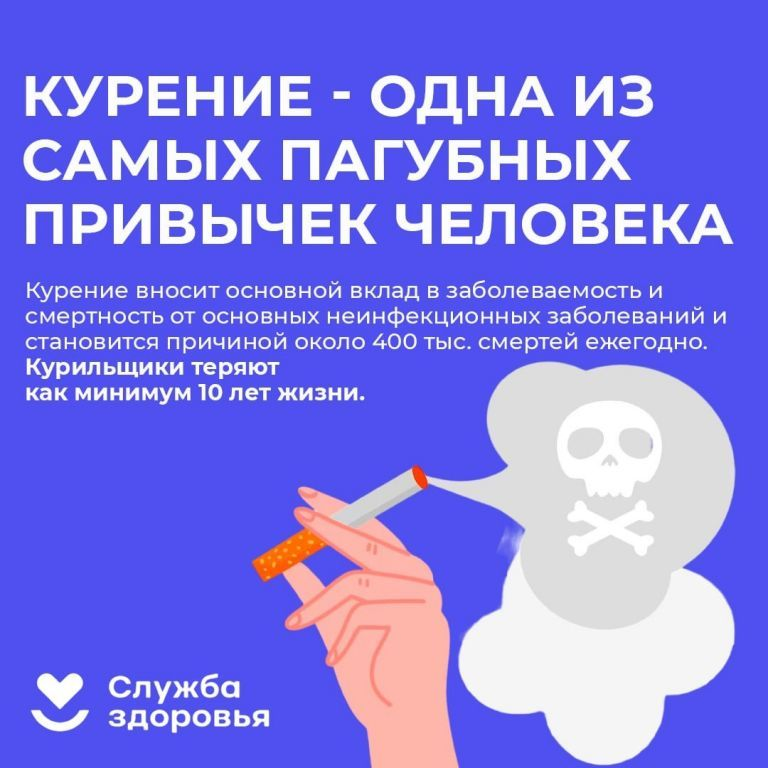 КУРЕНИЕ - ОДНА ИЗ
САМЫХ ПАГУБНЫХ
ПРИВЫЧЕК ЧЕЛОВЕКА
Курение вносит основной вклад в заболеваемость и
смертность от основных неинфекционных заболеваний и
становится причиной около 400 тыс. смертей ежегодно.
Курильщики теряют
как минимум 10 лет жизни.
Служба
здоровья